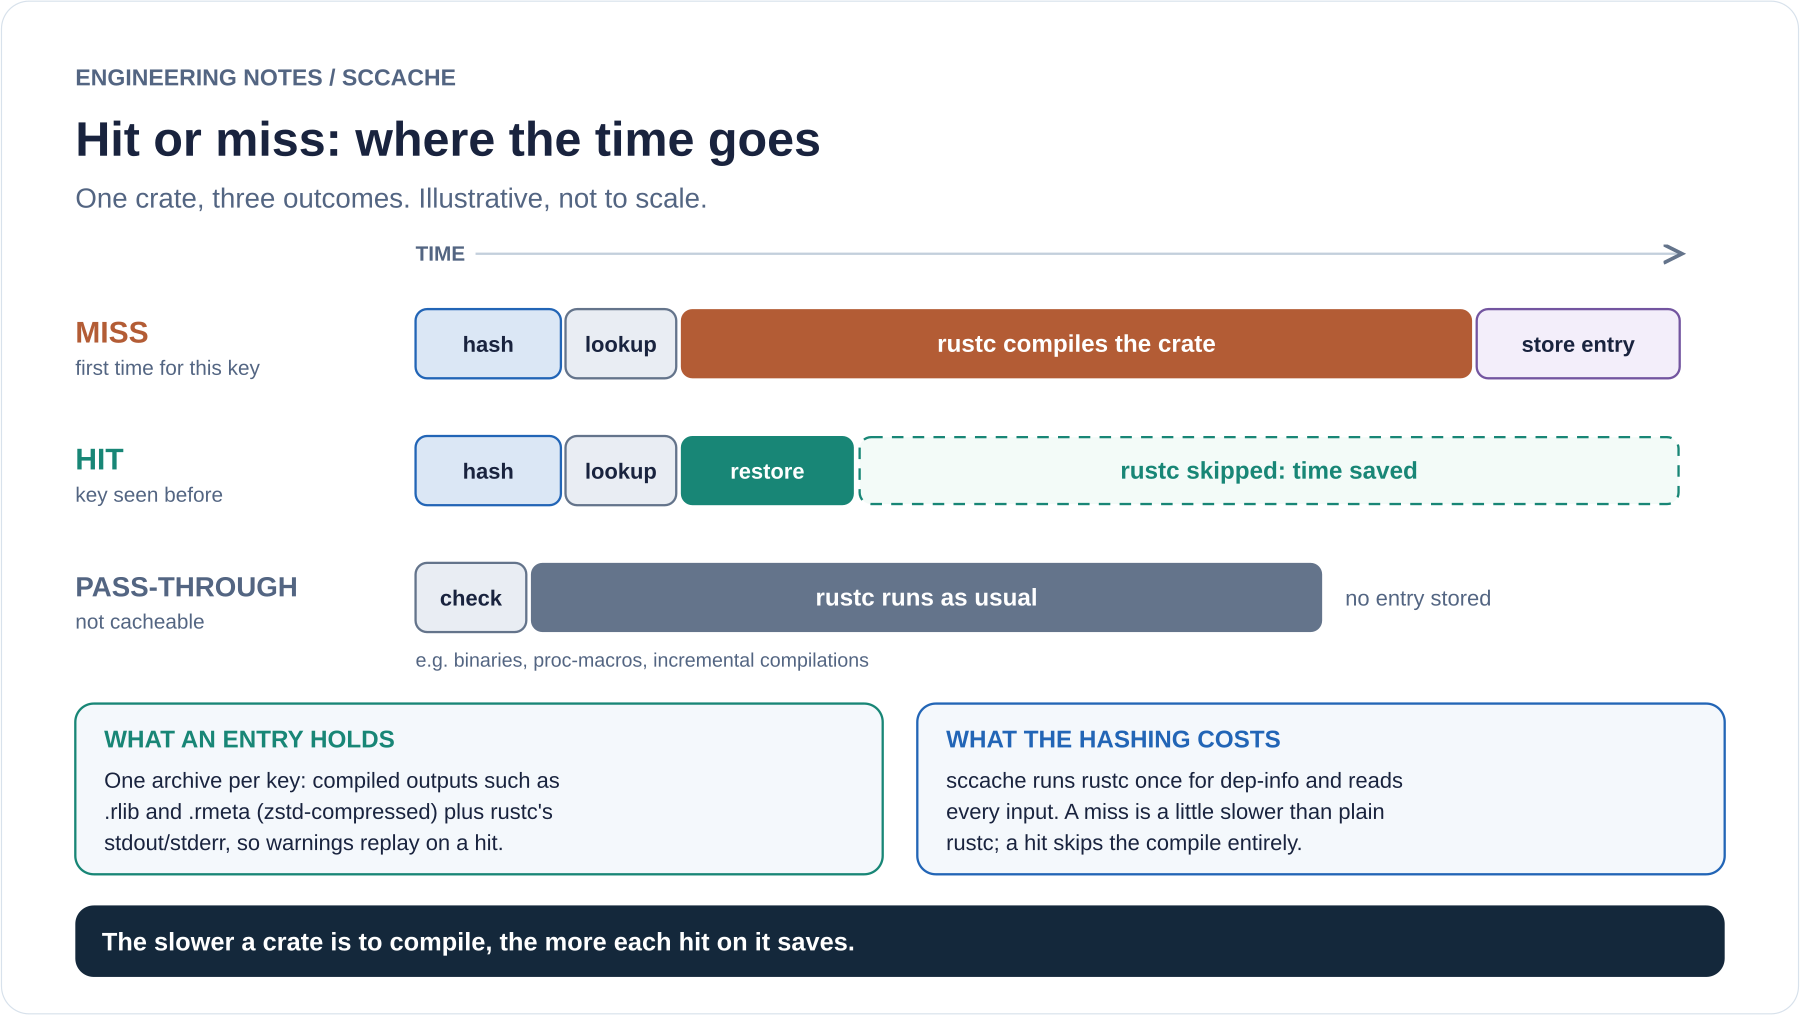 ENGINEERING NOTES / SCCACHE
Hit or miss: where the time goes
One crate, three outcomes. Illustrative, not to scale.
TIME
MISS
first time for this key
hash
lookup
rustc compiles the crate
store entry
HIT
key seen before
hash
lookup
restore
rustc skipped: time saved
PASS-THROUGH
not cacheable
check
rustc runs as usual
no entry stored
e.g. binaries, proc-macros, incremental compilations
WHAT AN ENTRY HOLDS
One archive per key: compiled outputs such as
.rlib and .rmeta (zstd-compressed) plus rustc's
stdout/stderr, so warnings replay on a hit.
WHAT THE HASHING COSTS
sccache runs rustc once for dep-info and reads
every input. A miss is a little slower than plain
rustc; a hit skips the compile entirely.
The slower a crate is to compile, the more each hit on it saves.